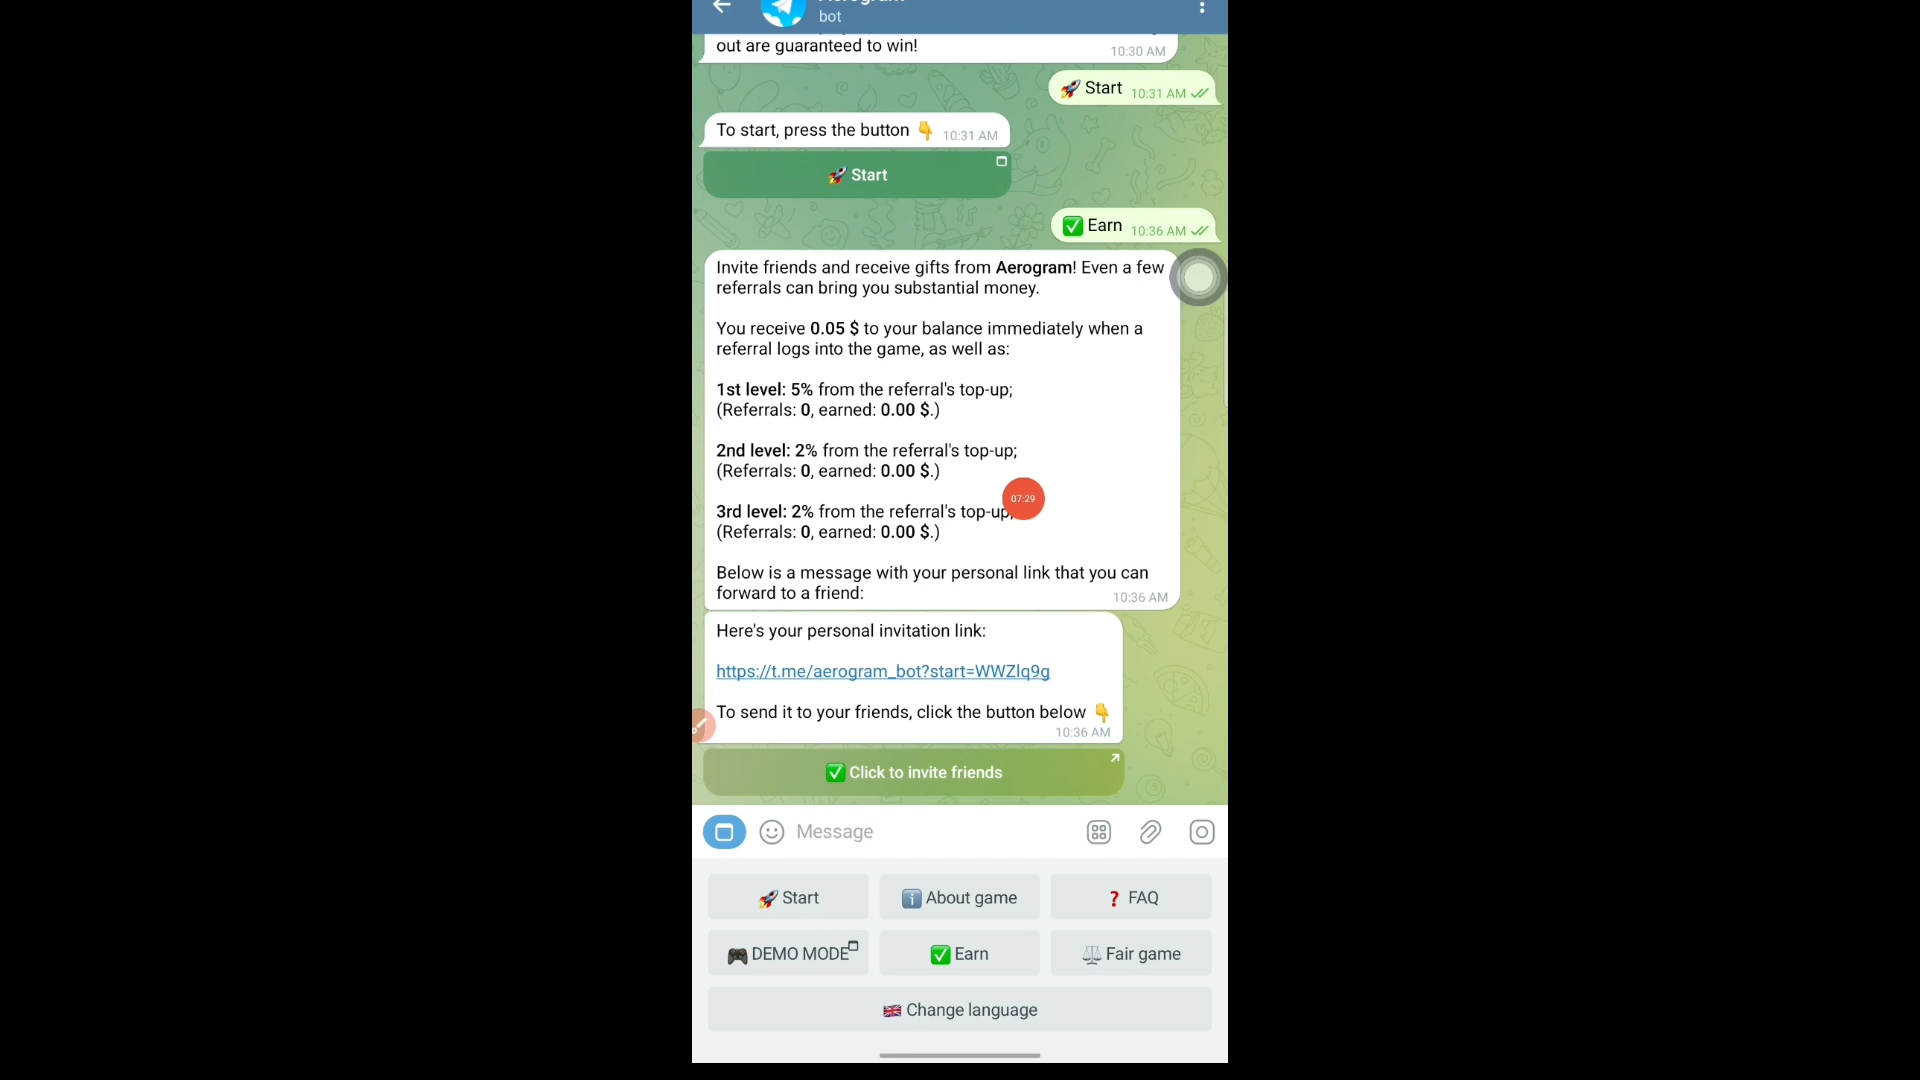 bot
out are guaranteed to win!
10:30 AM
🚀 Start 10:31 AM
To start, press the button 👇 10:31 AM
🚀 Start
✅ Earn 10:36 AM
Invite friends and receive gifts from Aerogram! Even a few
referrals can bring you substantial money.
You receive 0.05 $ to your balance immediately when a
referral logs into the game, as well as:
1st level: 5% from the referral's top-up;
(Referrals: 0, earned: 0.00 $.)
2nd level: 2% from the referral's top-up;
(Referrals: 0, earned: 0.00 $.)
07:29
3rd level: 2% from the referral's top-up;
(Referrals: 0, earned: 0.00 $.)
Below is a message with your personal link that you can
forward to a friend:
10:36 AM
Here's your personal invitation link:
https://t.me/aerogram_bot?start=WWZlq9g
To send it to your friends, click the button below 👇
10:36 AM
✅ Click to invite friends
Message
🚀 Start
ℹ️ About game
❓ FAQ
🎮 DEMO MODE
✅ Earn
⚖️ Fair game
🇬🇧 Change language